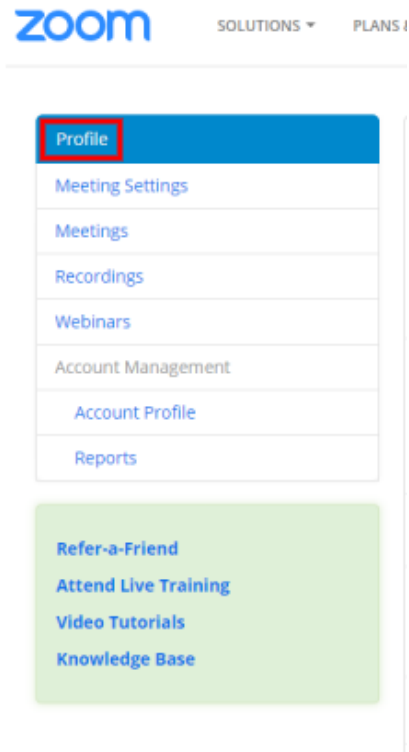 zoom
SOLUTIONS
PLANS &
Profile
Meeting Settings
Meetings
Recordings
Webinars
Account Management
Account Profile
Reports
Refer-a-Friend
Attend Live Training
Video Tutorials
Knowledge Base